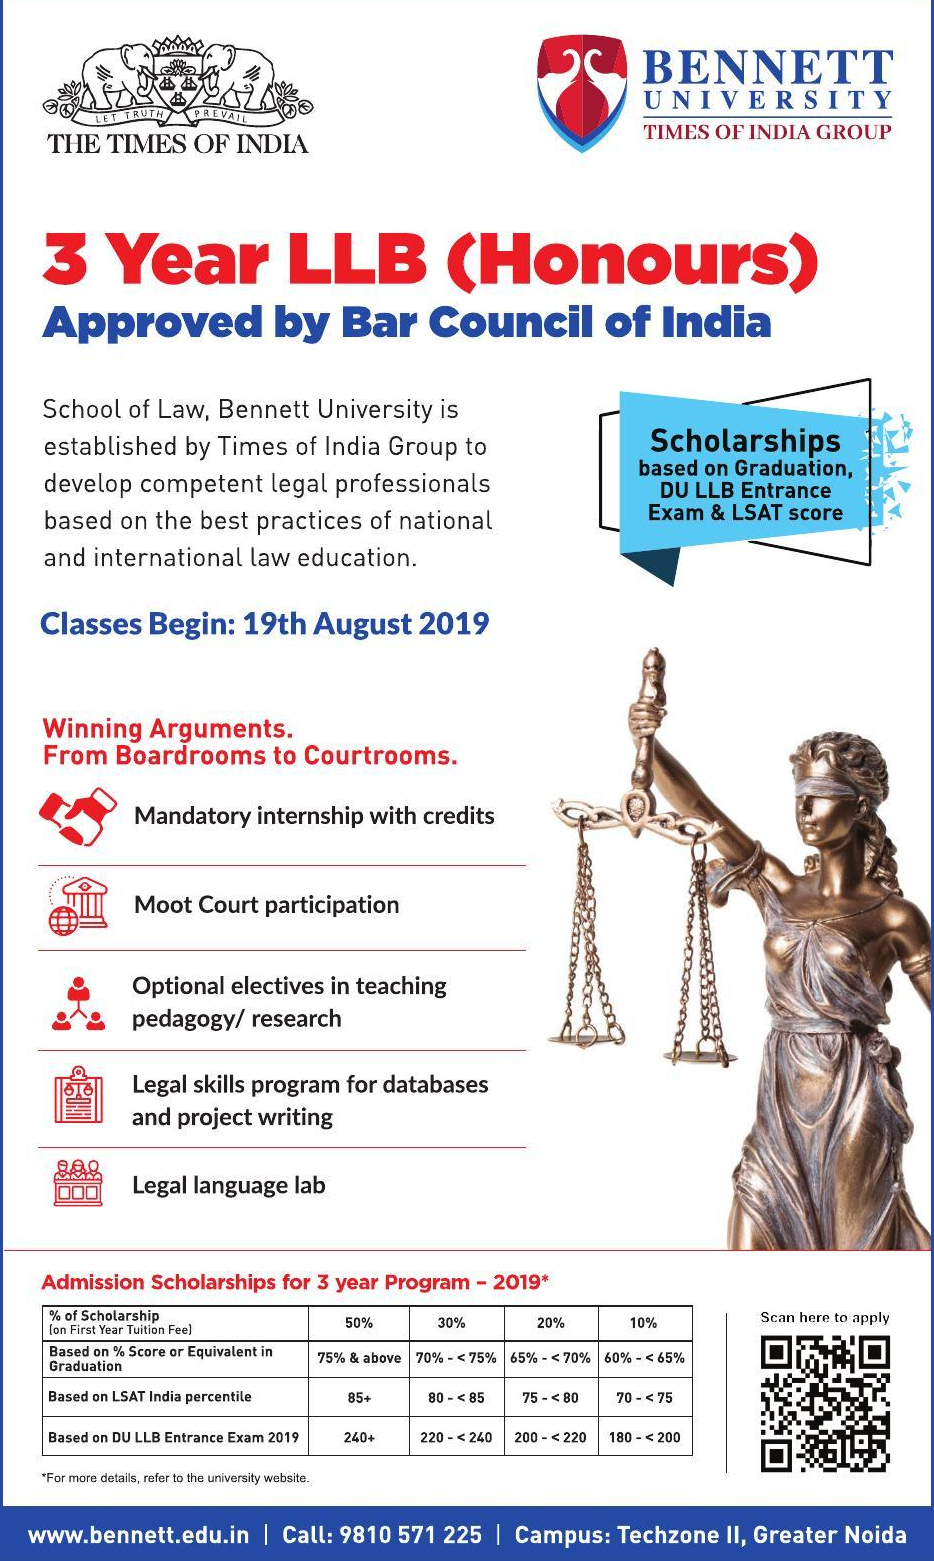 LET TRUTH PREVAIL
THE TIMES OF INDIA
BENNETT
UNIVERSITY
TIMES OF INDIA GROUP
3 Year LLB (Honours)
Approved by Bar Council of India
School of Law, Bennett University is
established by Times of India Group to
develop competent legal professionals
based on the best practices of national
and international law education.
Scholarships
based on Graduation,
DU LLB Entrance
Exam & LSAT score
Classes Begin: 19th August 2019
Winning Arguments.
From Boardrooms to Courtrooms.
Mandatory internship with credits
Moot Court participation
Optional electives in teaching
pedagogy/ research
Legal skills program for databases
and project writing
Legal language lab
Admission Scholarships for 3 year Program – 2019*
% of Scholarship
(on First Year Tuition Fee)
50% 30% 20% 10%
Based on % Score or Equivalent in
Graduation
75% & above 70% - < 75% 65% - < 70% 60% - < 65%
Based on LSAT India percentile 85+ 80 - < 85 75 - < 80 70 - < 75
Based on DU LLB Entrance Exam 2019 240+ 220 - < 240 200 - < 220 180 - < 200
*For more details, refer to the university website.
Scan here to apply
www.bennett.edu.in | Call: 9810 571 225 | Campus: Techzone II, Greater Noida